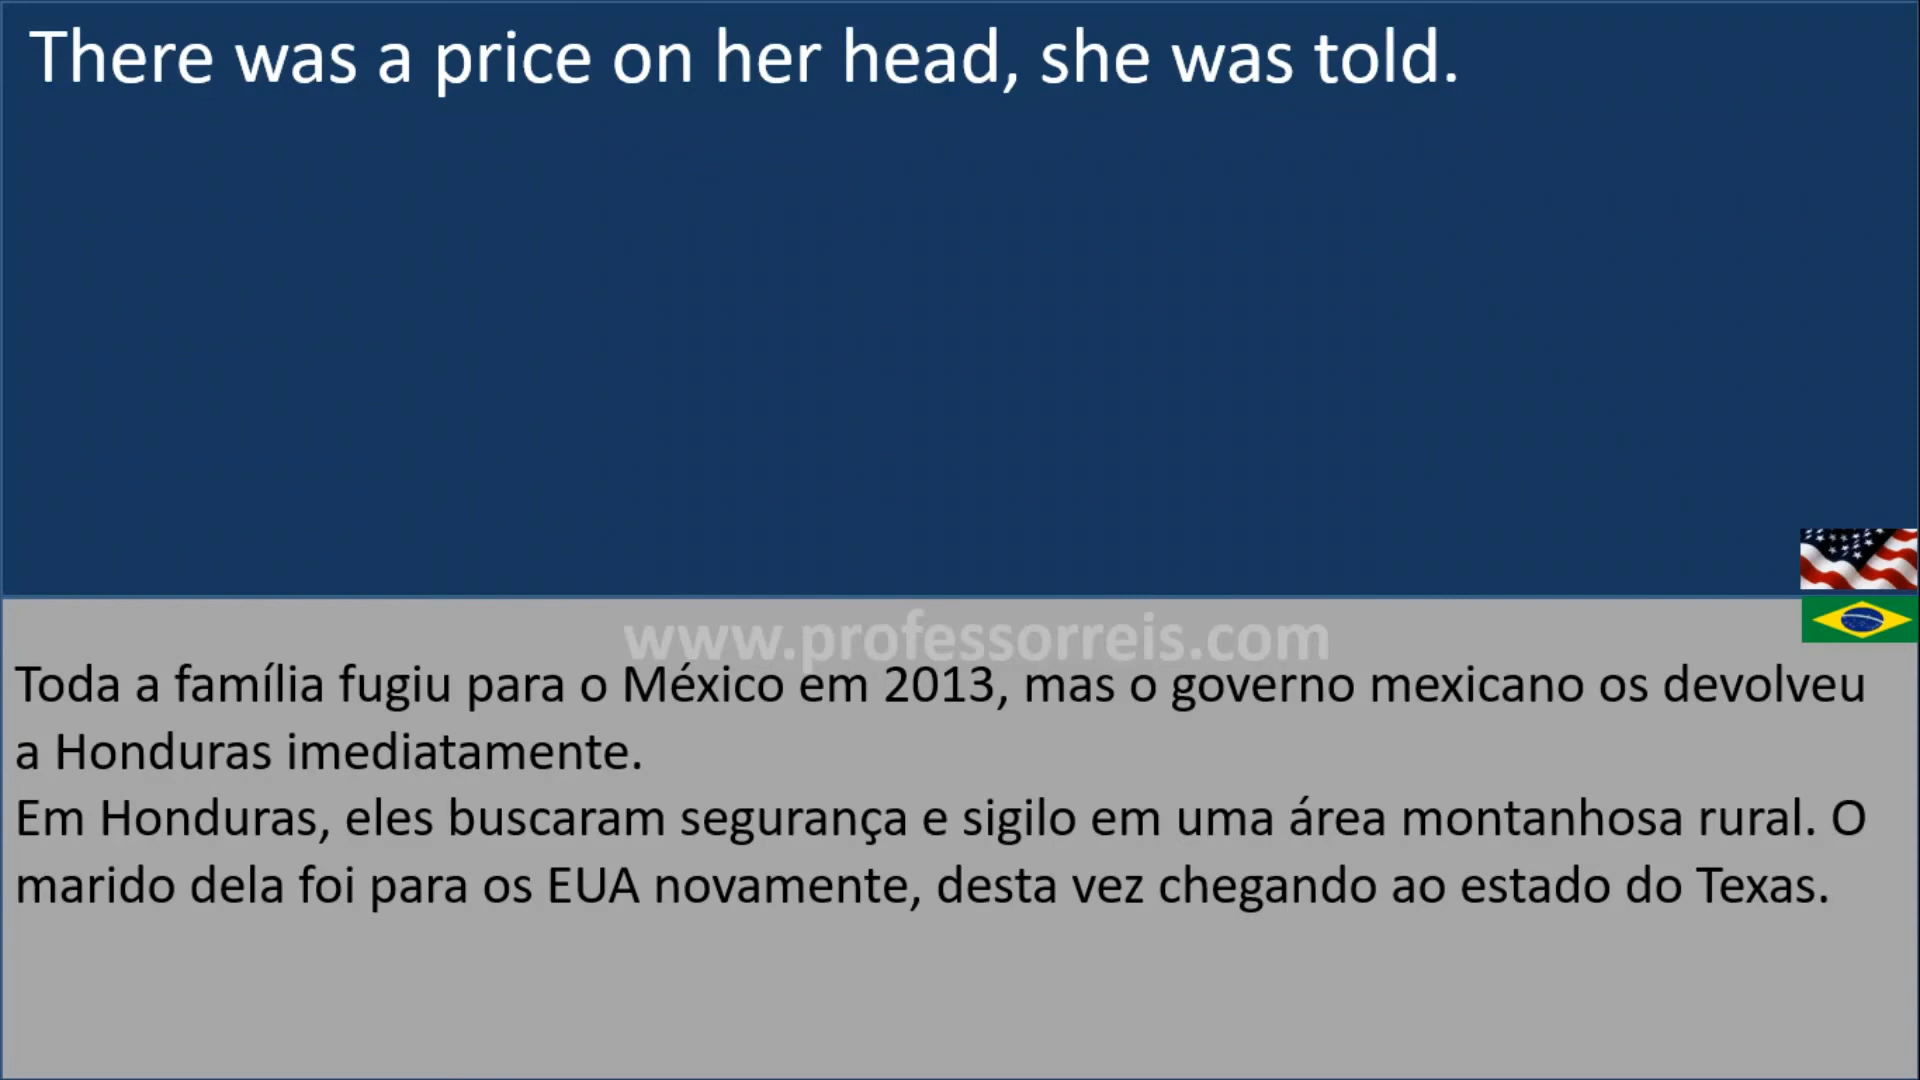 There was a price on her head, she was told.
www.professorreis.com
Toda a família fugiu para o México em 2013, mas o governo mexicano os devolveu
a Honduras imediatamente.
Em Honduras, eles buscaram segurança e sigilo em uma área montanhosa rural. O
marido dela foi para os EUA novamente, desta vez chegando ao estado do Texas.